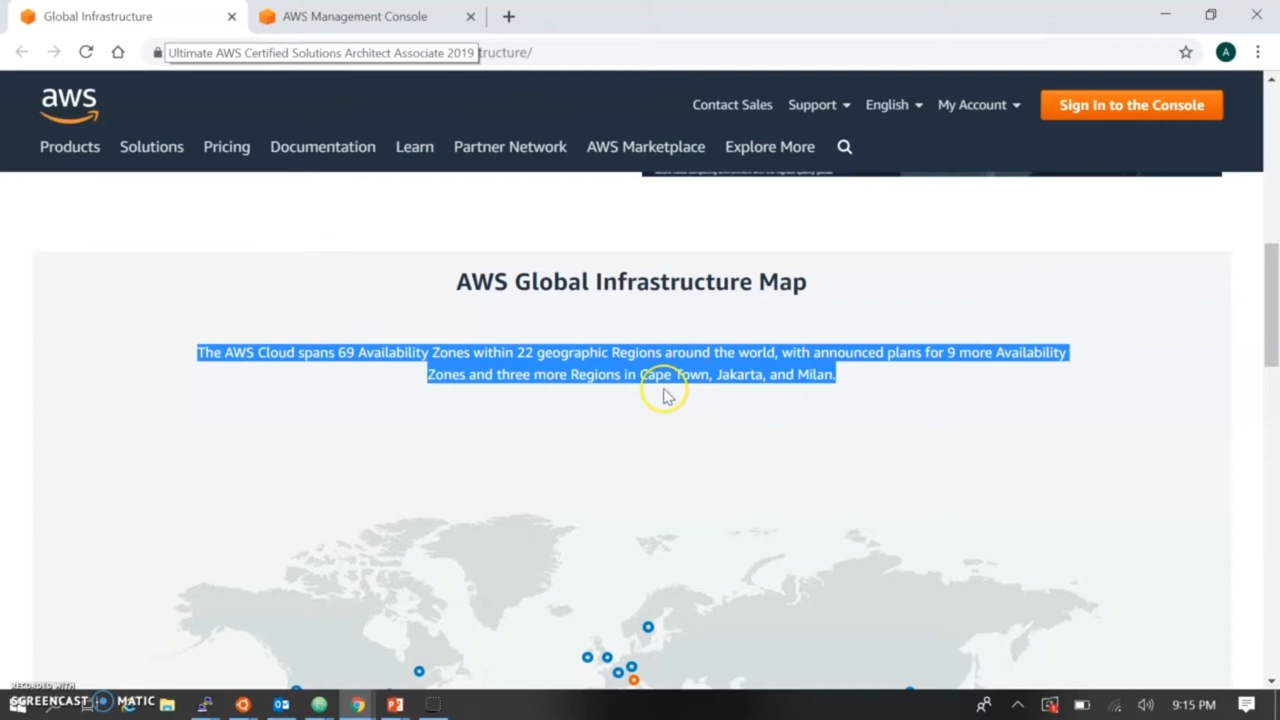 Global Infrastructure
AWS Management Console
Ultimate AWS Certified Solutions Architect Associate 2019
ructure/
A
aws
Contact Sales
Support
English
My Account
Sign In to the Console
Products
Solutions
Pricing
Documentation
Learn
Partner Network
AWS Marketplace
Explore More
AWS Global Infrastructure Map
The AWS Cloud spans 69 Availability Zones within 22 geographic Regions around the world, with announced plans for 9 more Availability
Zones and three more Regions in Cape Town, Jakarta, and Milan.
RECORDED WITH
SCREENCAST MATIC
9:15 PM